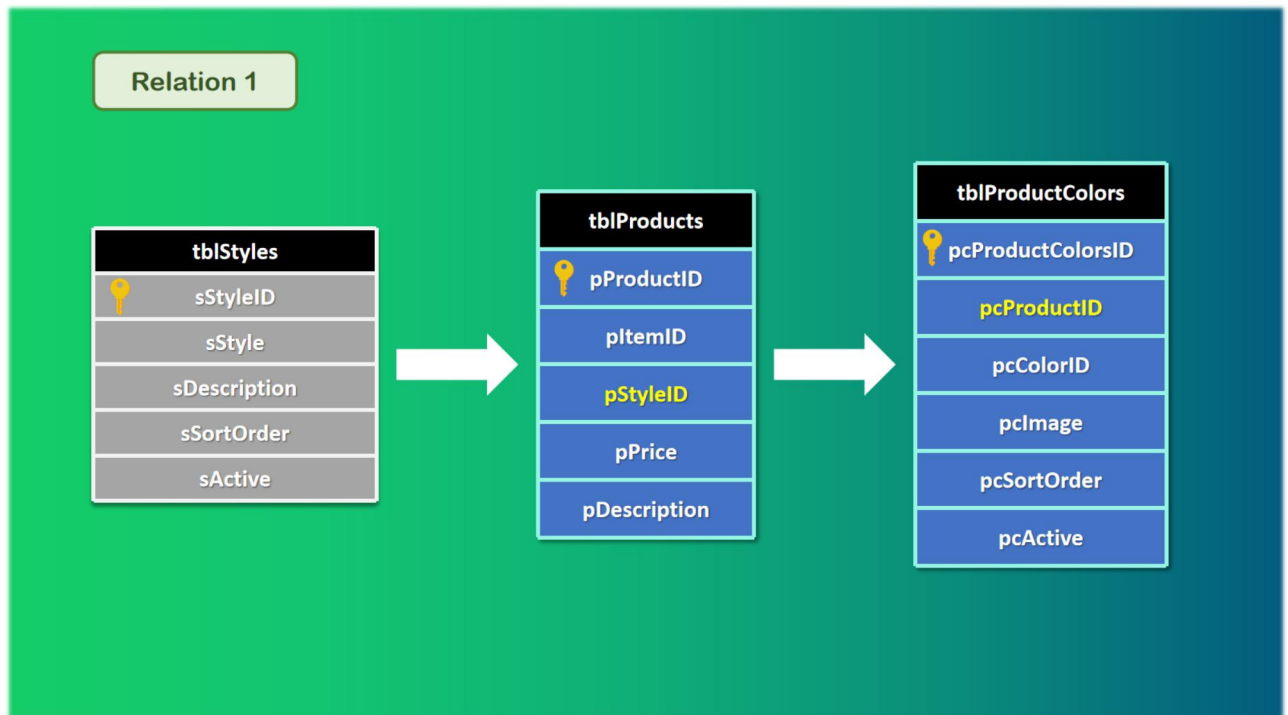 Relation 1
tblStyles
sStyleID
sStyle
sDescription
sSortOrder
sActive
tblProducts
pProductID
pItemID
pStyleID
pPrice
pDescription
tblProductColors
pcProductColorsID
pcProductID
pcColorID
pcImage
pcSortOrder
pcActive